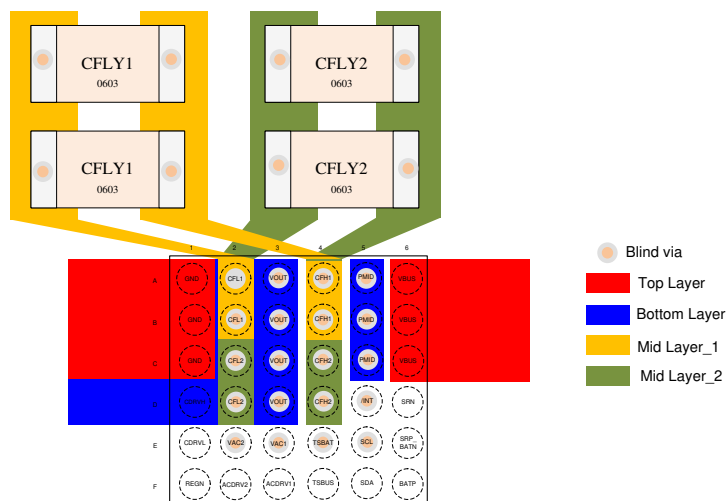 CFLY1
0603
CFLY2
0603
CFLY1
0603
CFLY2
0603
1 2 3 4 5 6
A GND CFL1 VOUT CFH1 PMID VBUS
B GND CFL1 VOUT CFH1 PMID VBUS
C GND CFL2 VOUT CFH2 PMID VBUS
D CFL2 VOUT CFH2 /INT SRN
E CDRVL VAC2 VAC1 TSBAT SCL SRP_
BATN
F REGN ACDRV2 ACDRV1 TSBUS SDA BATP
Blind via
Top Layer
Bottom Layer
Mid Layer_1
Mid Layer_2